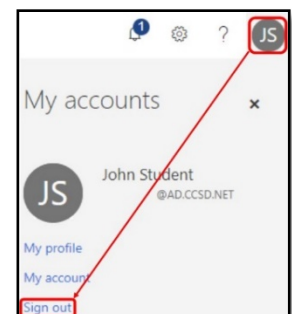 1
? JS
My accounts ×
JS
John Student
@AD.CCSD.NET
My profile
My account
Sign out